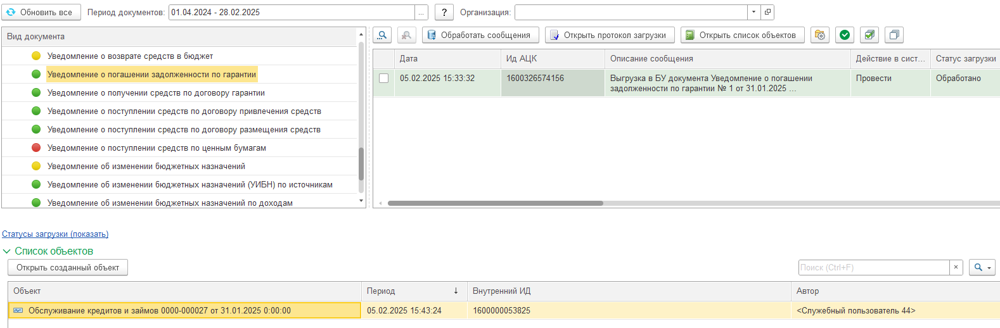 Обновить все
Период документов:
01.04.2024 - 28.02.2025
...
?
Организация:
Вид документа
Уведомление о возврате средств в бюджет
Уведомление о погашении задолженности по гарантии
Уведомление о получении средств по договору гарантии
Уведомление о поступлении средств по договору привлечения средств
Уведомление о поступлении средств по договору размещения средств
Уведомление о поступлении средств по ценным бумагам
Уведомление об изменении бюджетных назначений
Уведомление об изменении бюджетных назначений (УИБН) по источникам
Уведомление об изменении бюджетных назначений по доходам
Обработать сообщения
Открыть протокол загрузки
Открыть список объектов
Дата
Ид АЦК
Описание сообщения
Действие в сист...
Статус загрузки
05.02.2025 15:33:32
1600326574156
Выгрузка в БУ документа Уведомление о погашении
задолженности по гарантии № 1 от 31.01.2025 ...
Провести
Обработано
Статусы загрузки (показать)
Список объектов
Открыть созданный объект
Поиск (Ctrl+F)
×
Объект
Период ↓
Внутренний ИД
Автор
Обслуживание кредитов и займов 0000-000027 от 31.01.2025 0:00:00
05.02.2025 15:43:24
1600000053825
<Служебный пользователь 44>